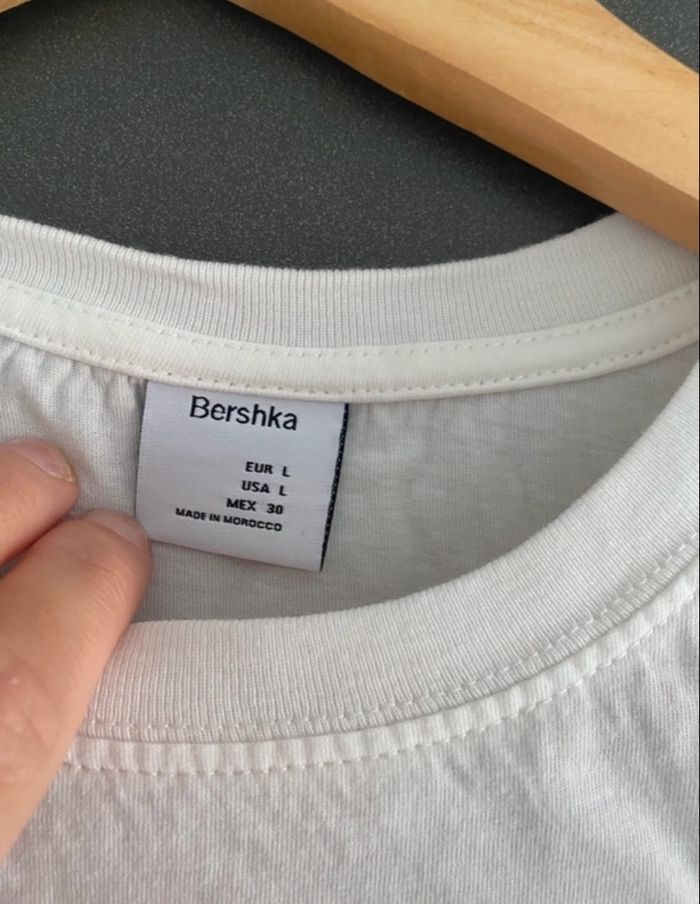 Bershka
EUR L
USA L
MEX 30
MADE IN MOROCCO